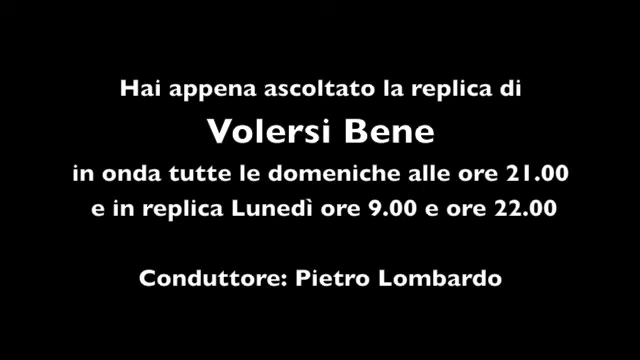 Hai appena ascoltato la replica di
Volersi Bene
in onda tutte le domeniche alle ore 21.00
e in replica Lunedì ore 9.00 e ore 22.00
Conduttore: Pietro Lombardo